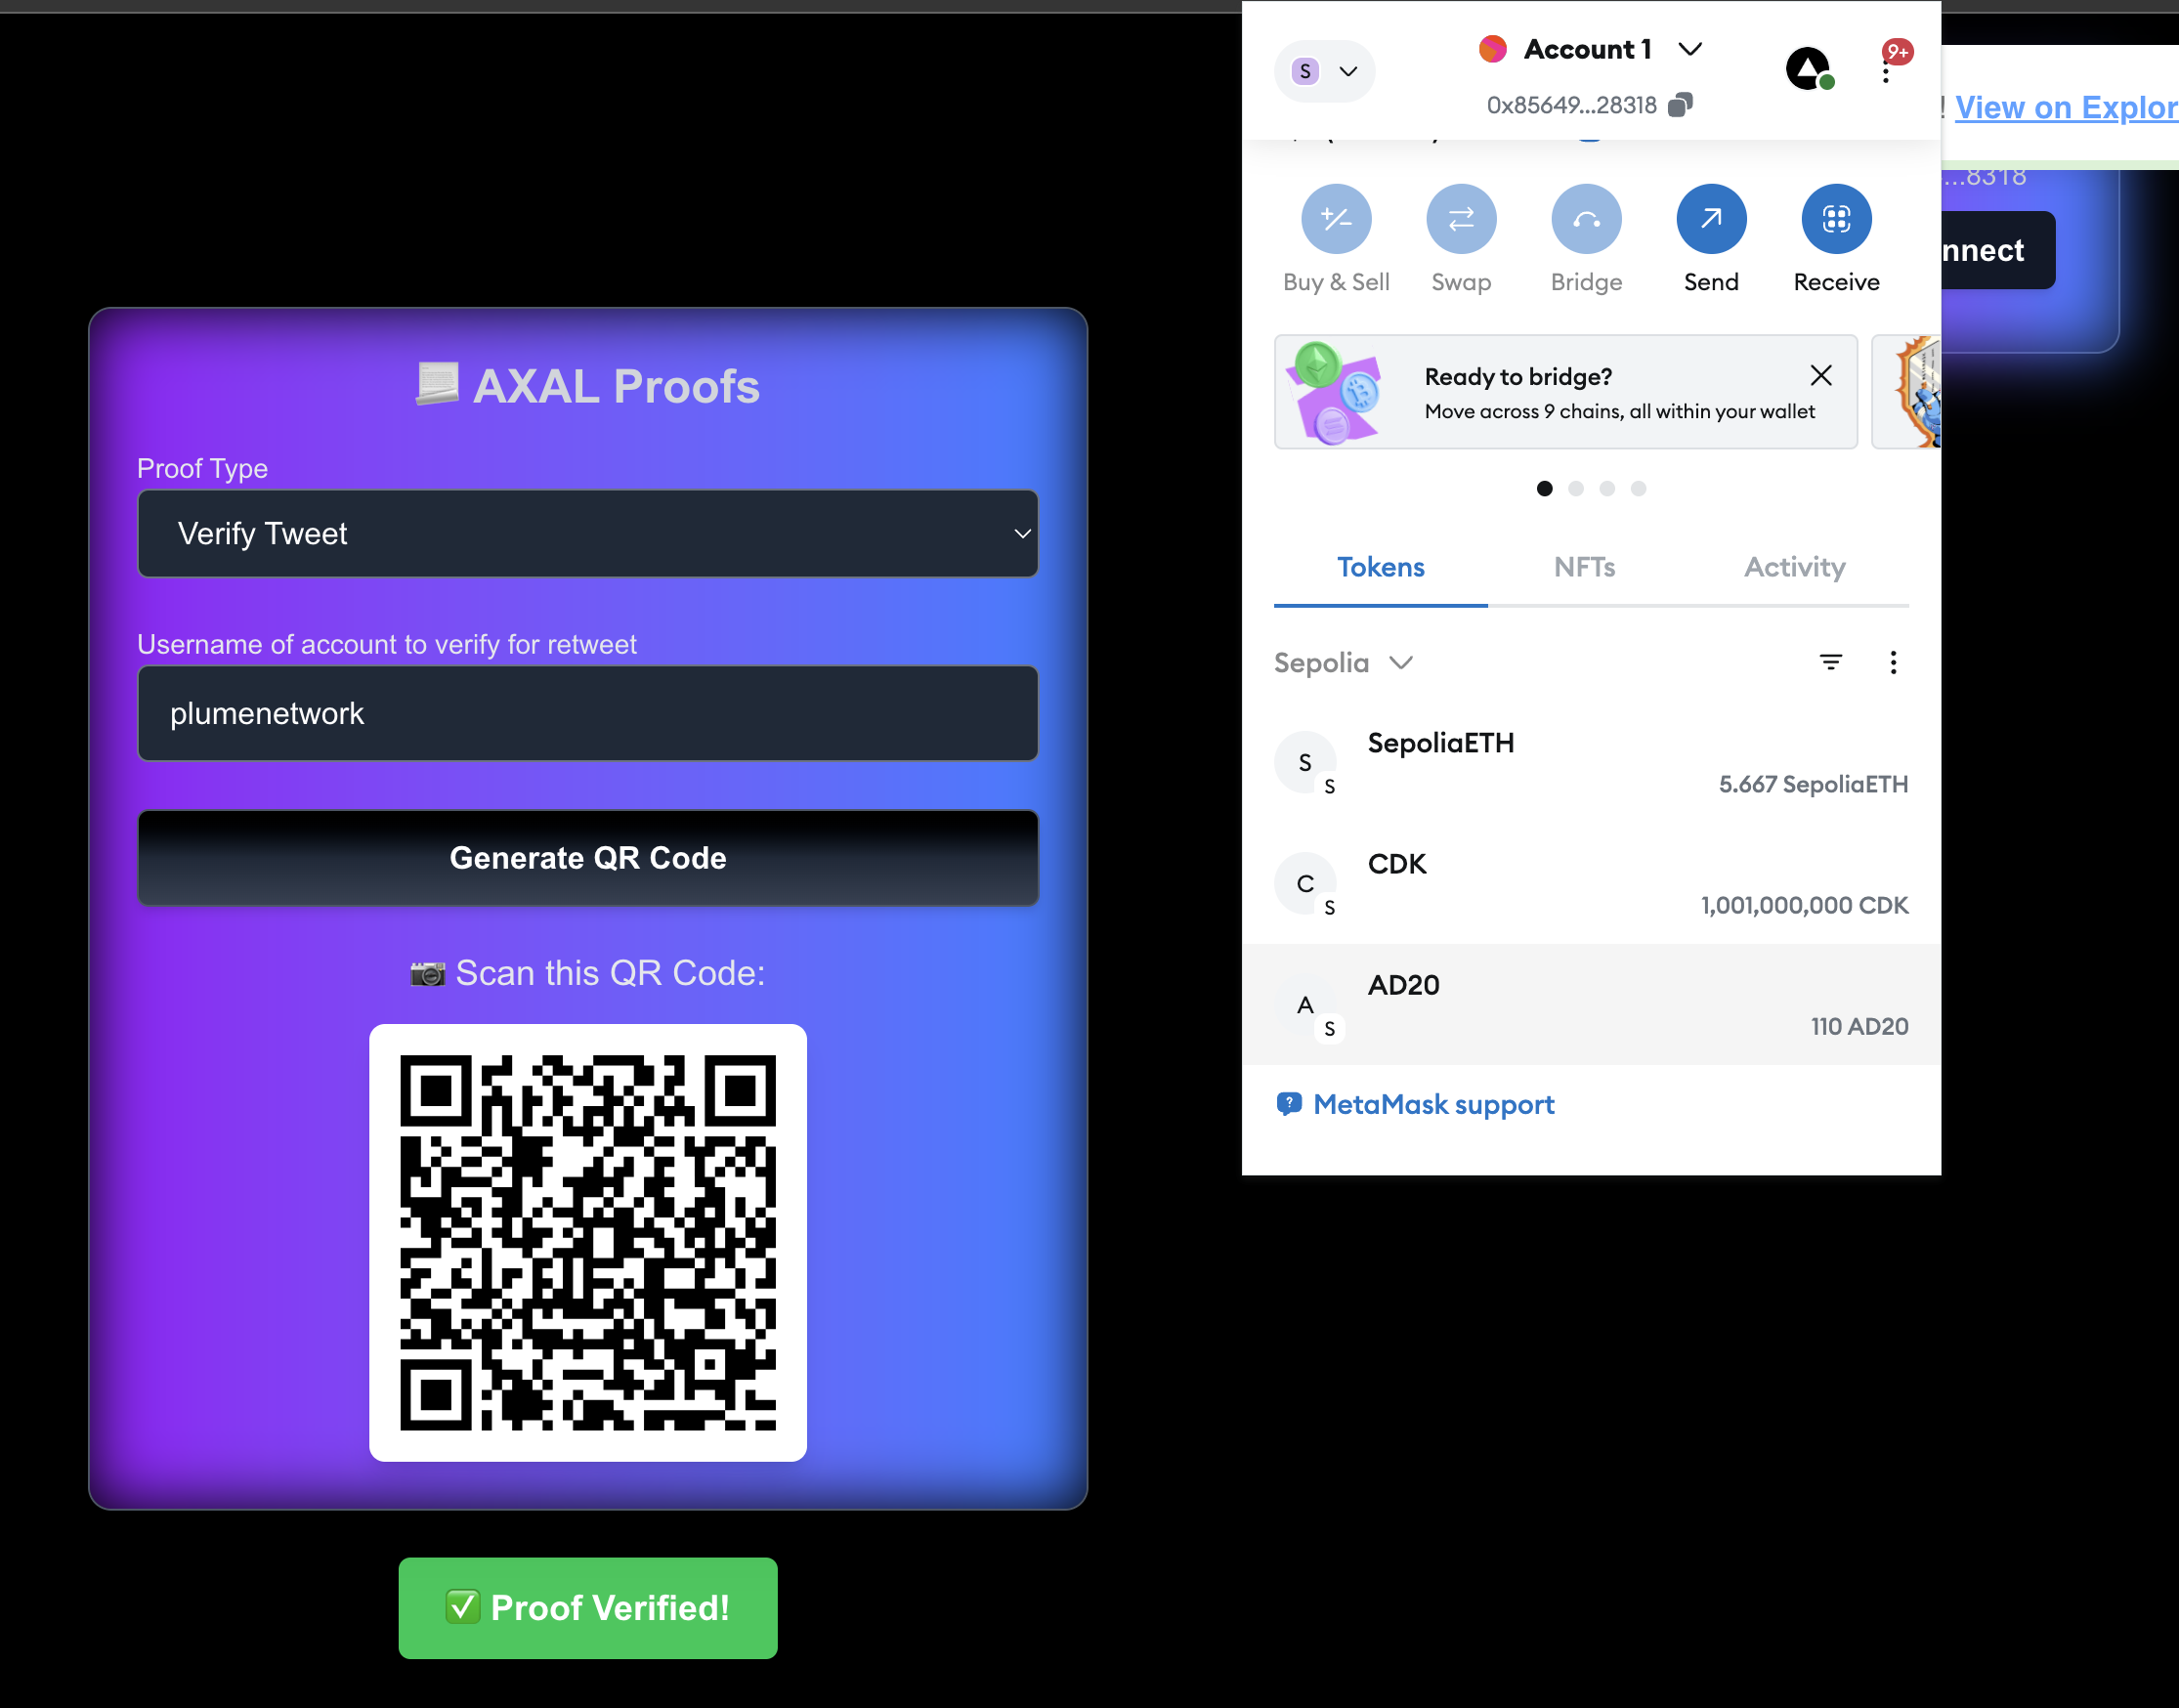 AXAL Proofs
Proof Type
Verify Tweet
Username of account to verify for retweet
plumenetwork
Generate QR Code
Scan this QR Code:
Proof Verified!
S
Account 1
9+
0x85649...28318
Buy & Sell
Swap
Bridge
Send
Receive
Ready to bridge?
Move across 9 chains, all within your wallet
Tokens
NFTs
Activity
Sepolia
S
S
SepoliaETH
5.667 SepoliaETH
C
S
CDK
1,001,000,000 CDK
A
S
AD20
110 AD20
MetaMask support
! View on Explor
...8318
nnect